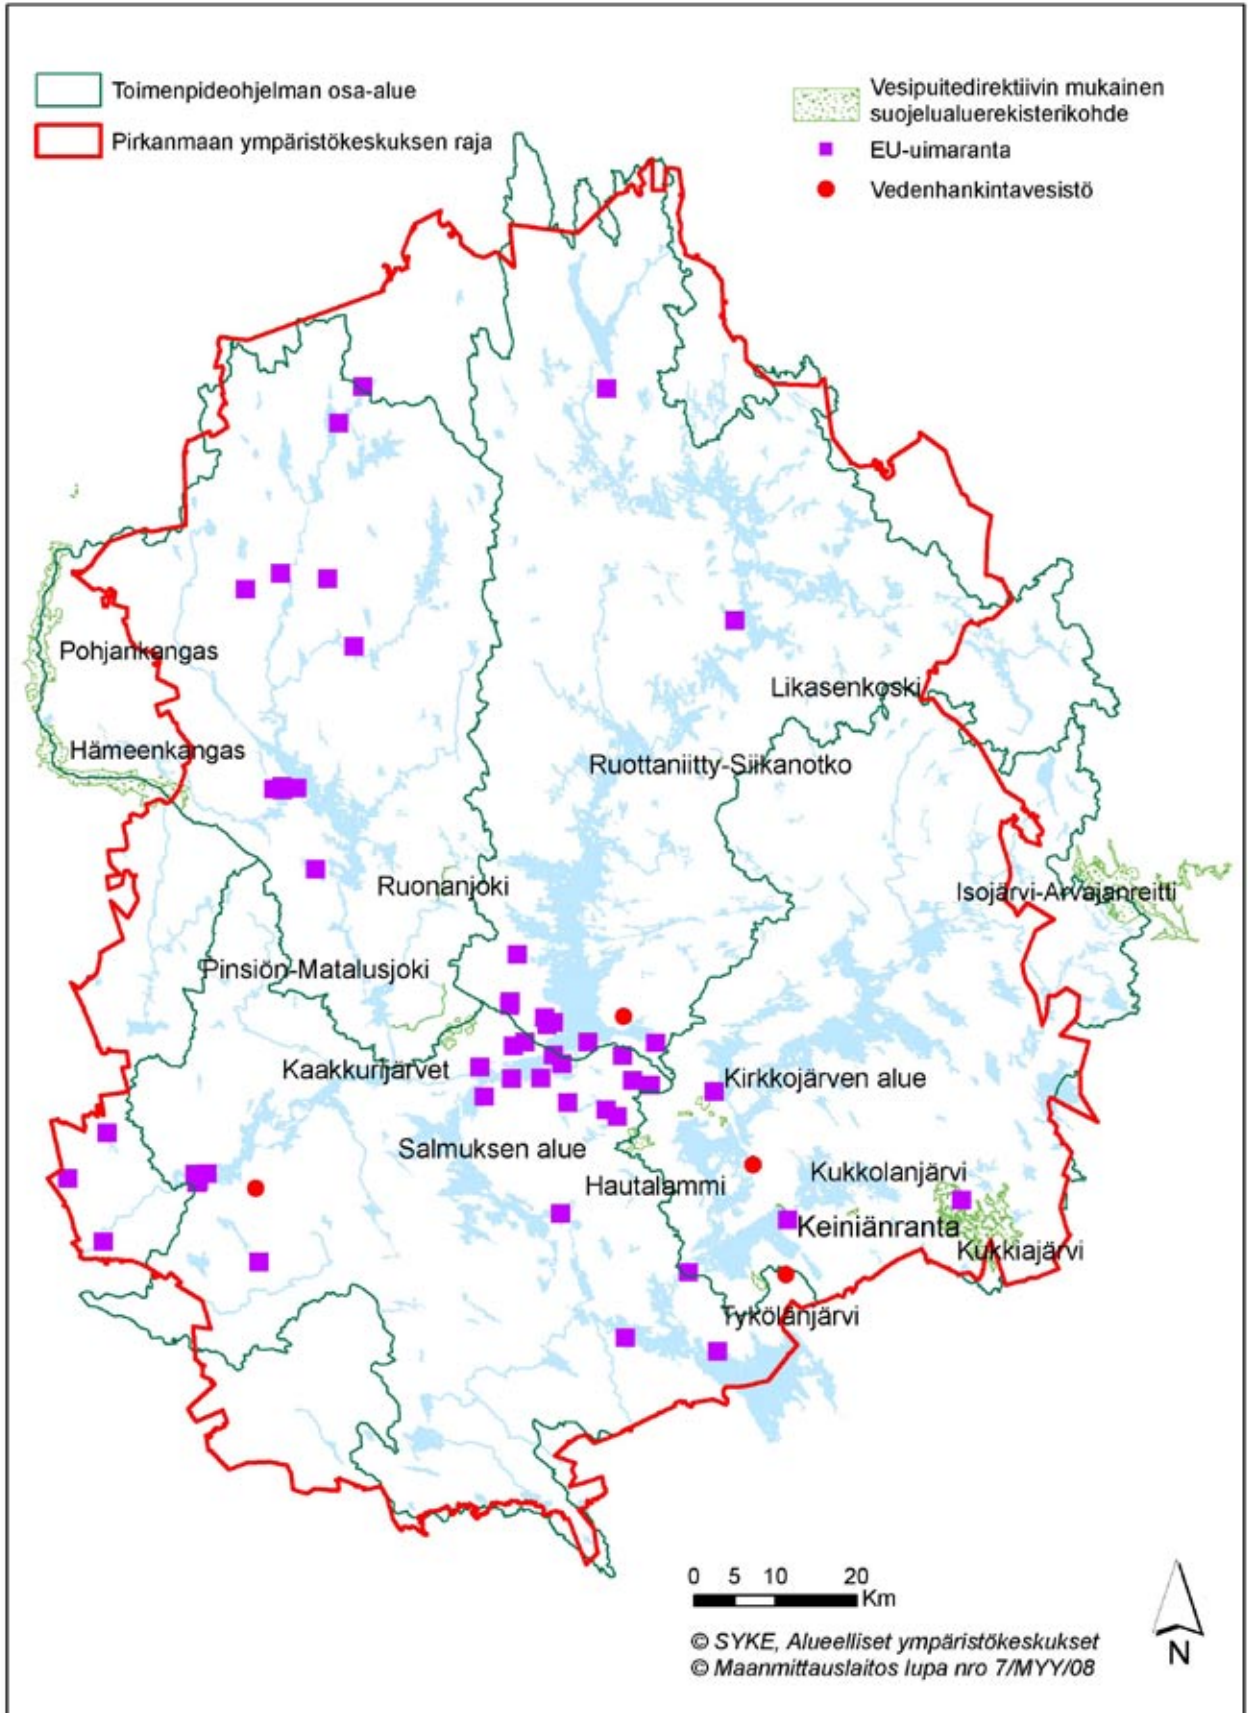 Toimenpideohjelman osa-alue
Pirkanmaan ympäristökeskuksen raja
Vesipuitedirektiivin mukainen
suojelualuerekisterikohde
EU-uimaranta
Vedenhankintavesistö
Pohjankangas
Likasenkoski
Hämeenkangas
Ruottaniitty-Siikanotko
Ruonanjoki
Isojärvi-Arvajanreitti
Pinsiön-Matalusjoki
Kaakkurijärvet
Kirkkojärven alue
Salmuksen alue
Hautalammi
Kukkolanjärvi
Keiniänranta
Kukkiajärvi
Tykölänjärvi
0 5 10 20
Km
© SYKE, Alueelliset ympäristökeskukset
© Maanmittauslaitos lupa nro 7/MYY/08
N